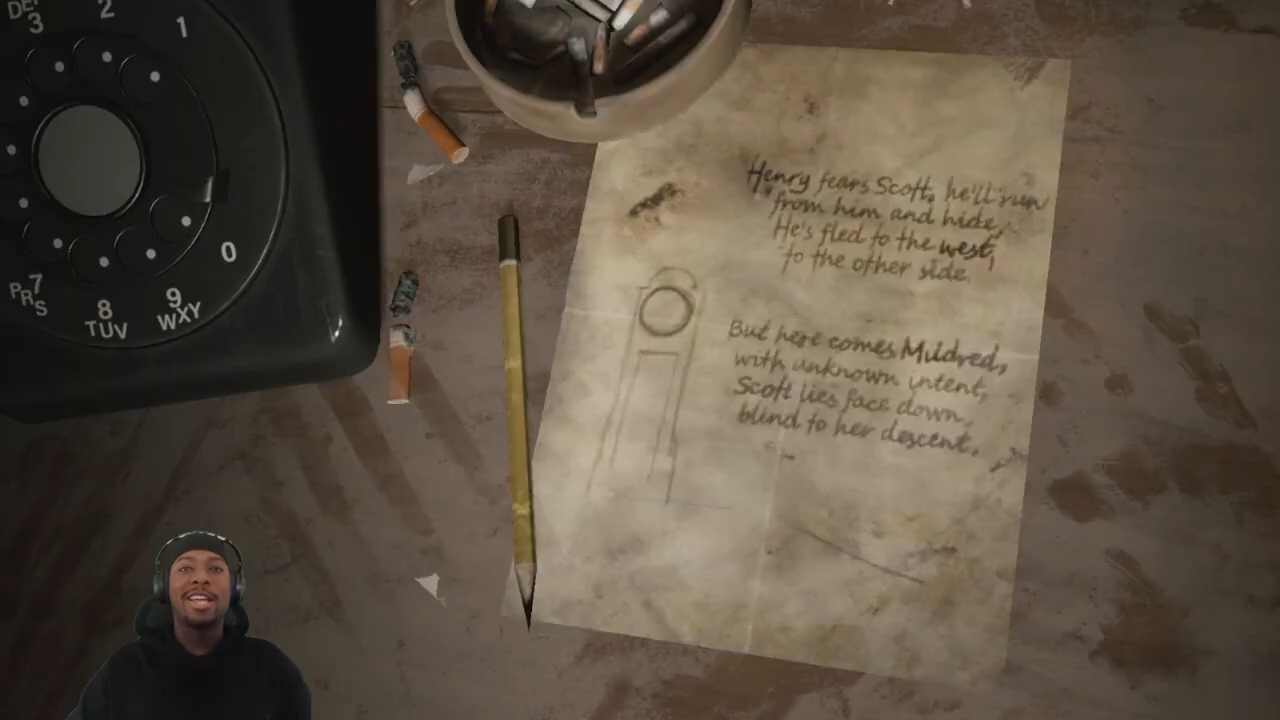 DEF
3
2
1
0
9
WXY
8
TUV
7
PRS
Henry fears Scott, he'll run
from him and hide,
He's fled to the west,
to the other side.
But here comes Mildred,
with unknown intent,
Scott lies face down,
blind to her descent.